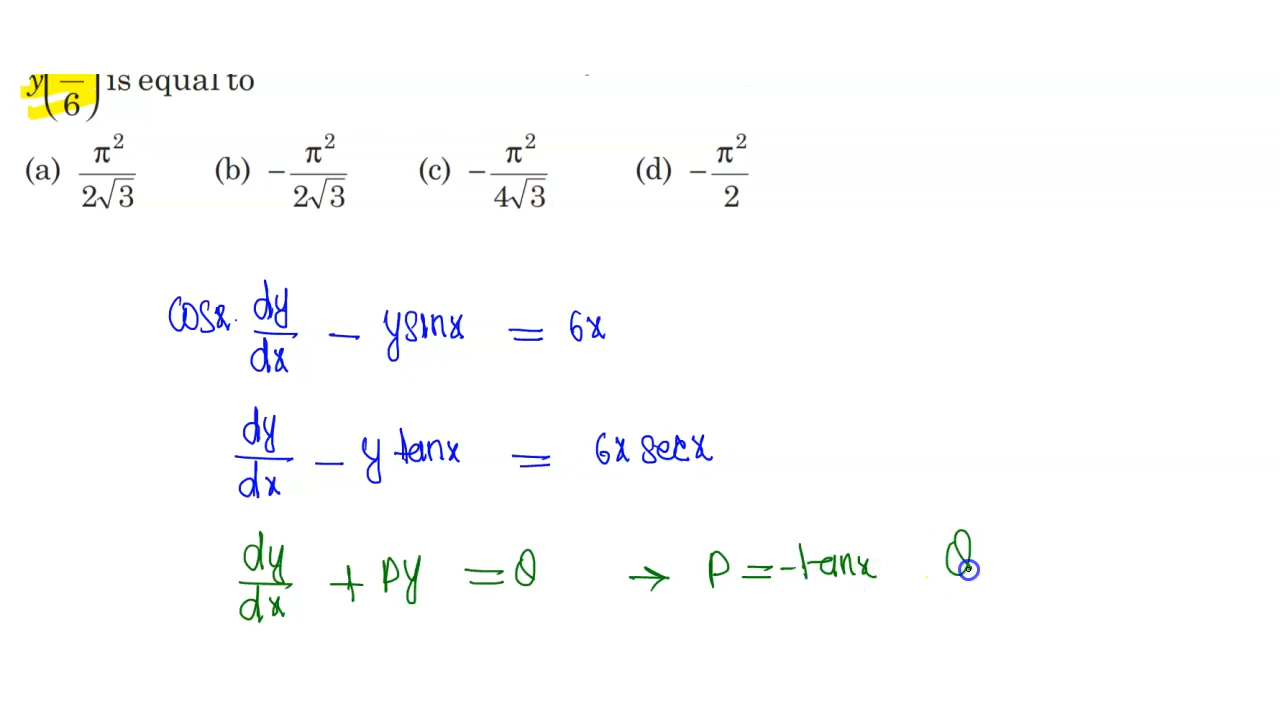 y(—/6) is equal to
(a) π²/2√3 (b) −π²/2√3 (c) −π²/4√3 (d) −π²/2
cosx. dy/dx − ysinx = 6x
dy/dx − y tanx = 6x secx
dy/dx + Py = Q → P = -tanx Q